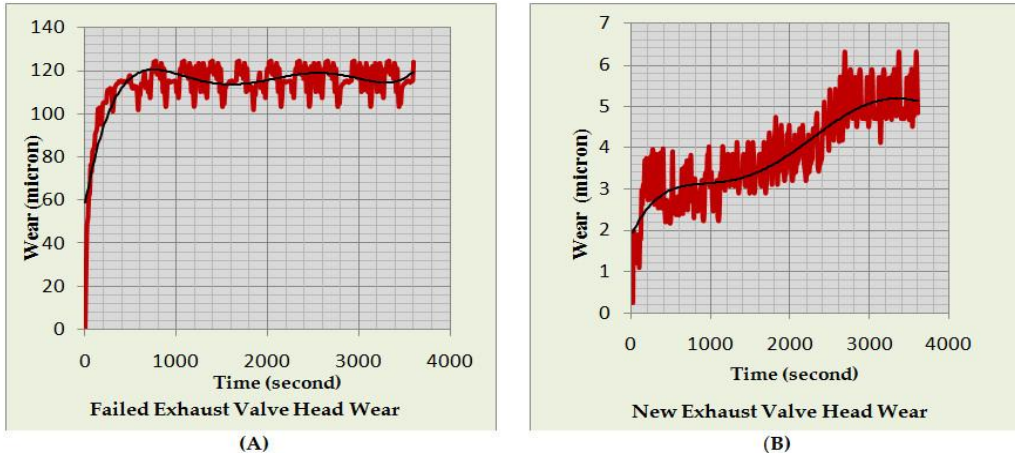 140
120
100
80
60
40
20
0
Wear (micron)
0 1000 2000 3000 4000
Time (second)
Failed Exhaust Valve Head Wear
(A)
7
6
5
4
3
2
1
0
Wear (micron)
0 1000 2000 3000 4000
Time (second)
New Exhaust Valve Head Wear
(B)